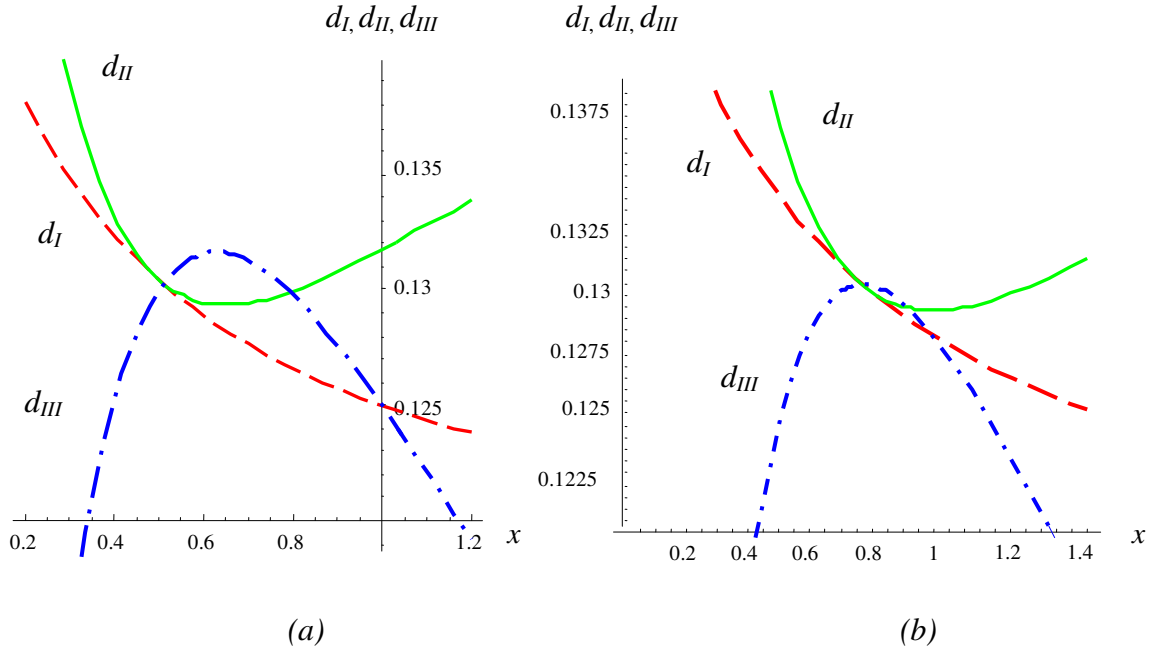 d_I, d_II, d_III
d_II
0.135
d_I
0.13
d_III
0.125
0.2 0.4 0.6 0.8 1 1.2 x
(a)
d_I, d_II, d_III
0.1375
d_II
d_I
0.1325
0.13
0.1275
d_III
0.125
0.1225
0.2 0.4 0.6 0.8 1 1.2 1.4 x
(b)